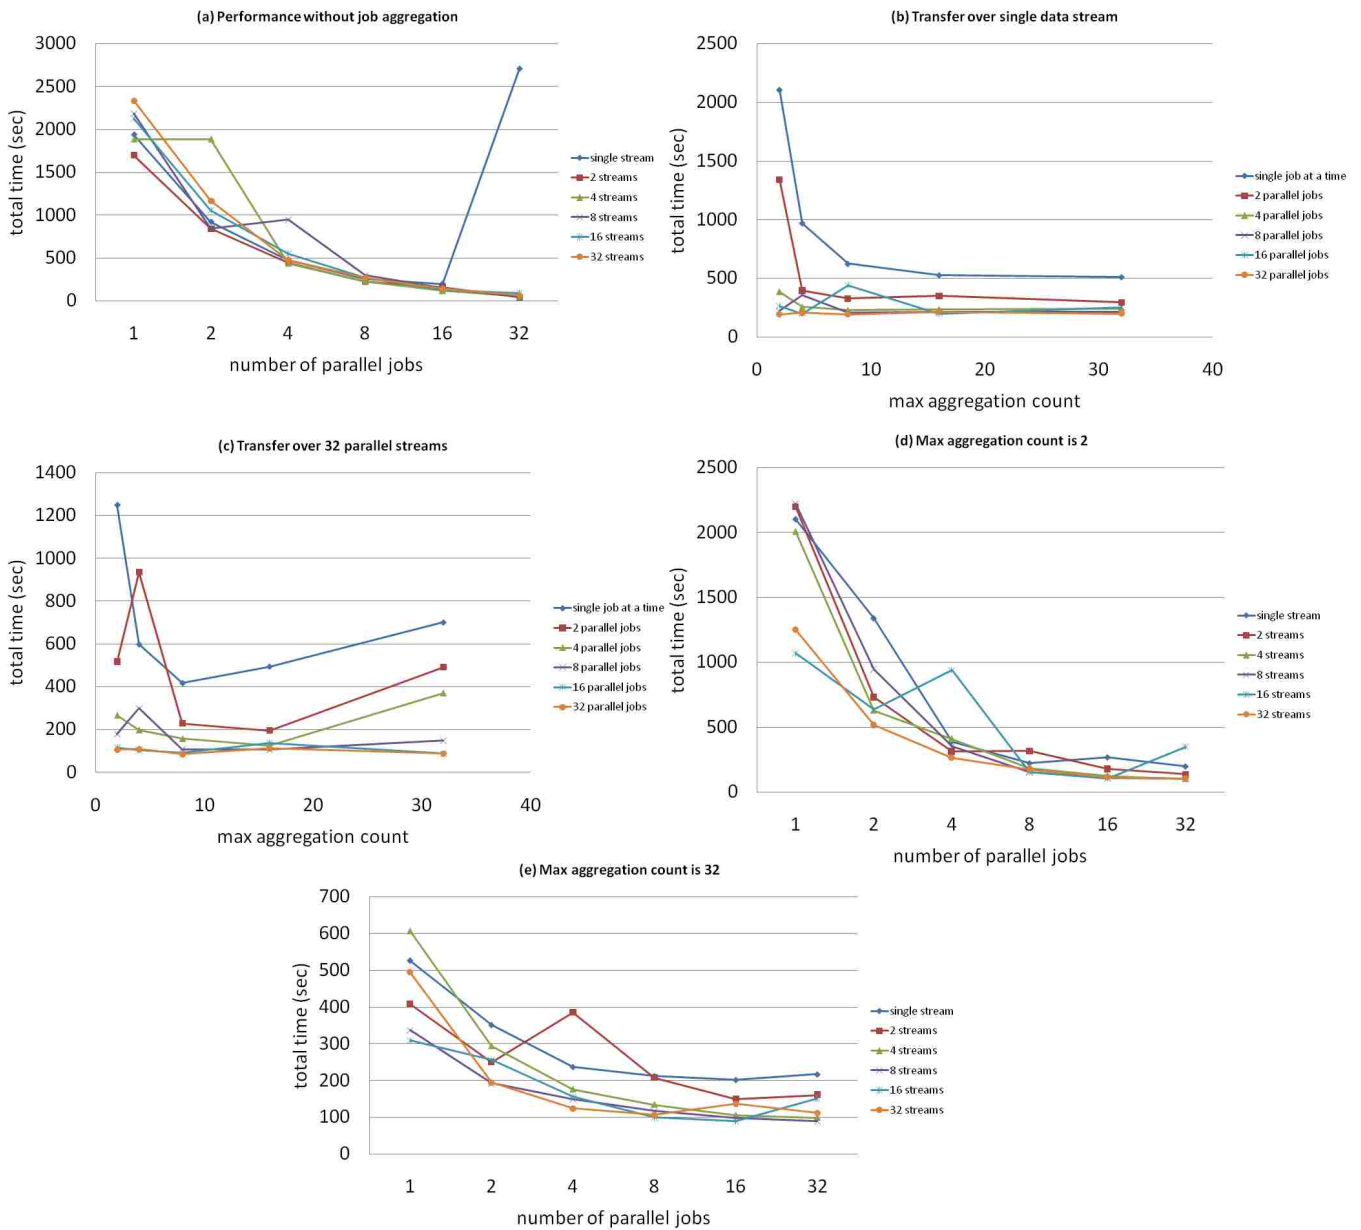 (a) Performance without job aggregation
total time (sec)
3000
2500
2000
1500
1000
500
0
1 2 4 8 16 32
number of parallel jobs
single stream
2 streams
4 streams
8 streams
16 streams
32 streams
(b) Transfer over single data stream
total time (sec)
2500
2000
1500
1000
500
0
0 10 20 30 40
max aggregation count
single job at a time
2 parallel jobs
4 parallel jobs
8 parallel jobs
16 parallel jobs
32 parallel jobs
(c) Transfer over 32 parallel streams
total time (sec)
1400
1200
1000
800
600
400
200
0
0 10 20 30 40
max aggregation count
single job at a time
2 parallel jobs
4 parallel jobs
8 parallel jobs
16 parallel jobs
32 parallel jobs
(d) Max aggregation count is 2
total time (sec)
2500
2000
1500
1000
500
0
1 2 4 8 16 32
number of parallel jobs
single stream
2 streams
4 streams
8 streams
16 streams
32 streams
(e) Max aggregation count is 32
total time (sec)
700
600
500
400
300
200
100
0
1 2 4 8 16 32
number of parallel jobs
single stream
2 streams
4 streams
8 streams
16 streams
32 streams